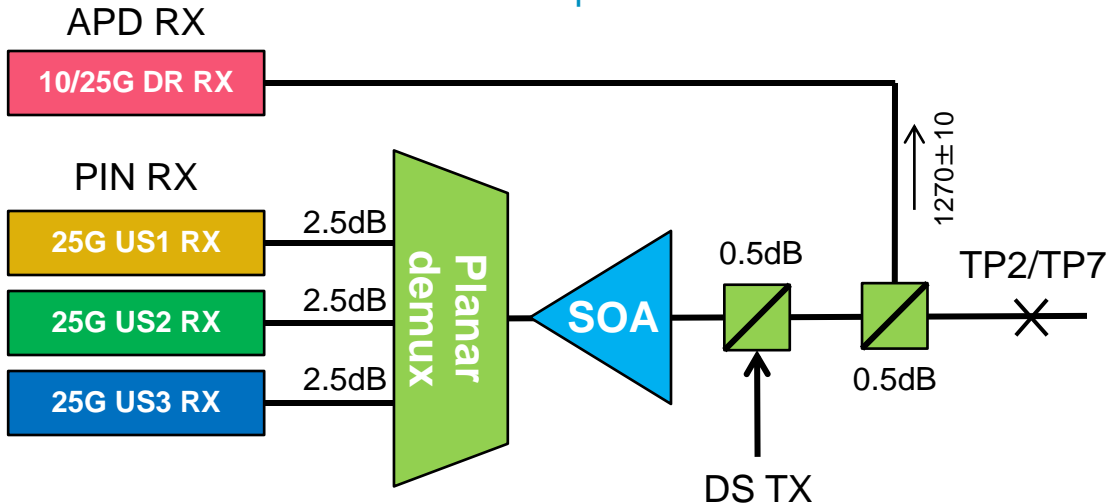 APD RX
10/25G DR RX
1270±10
PIN RX
25G US1 RX
2.5dB
25G US2 RX
2.5dB
25G US3 RX
2.5dB
Planar
demux
SOA
0.5dB
0.5dB
TP2/TP7
DS TX